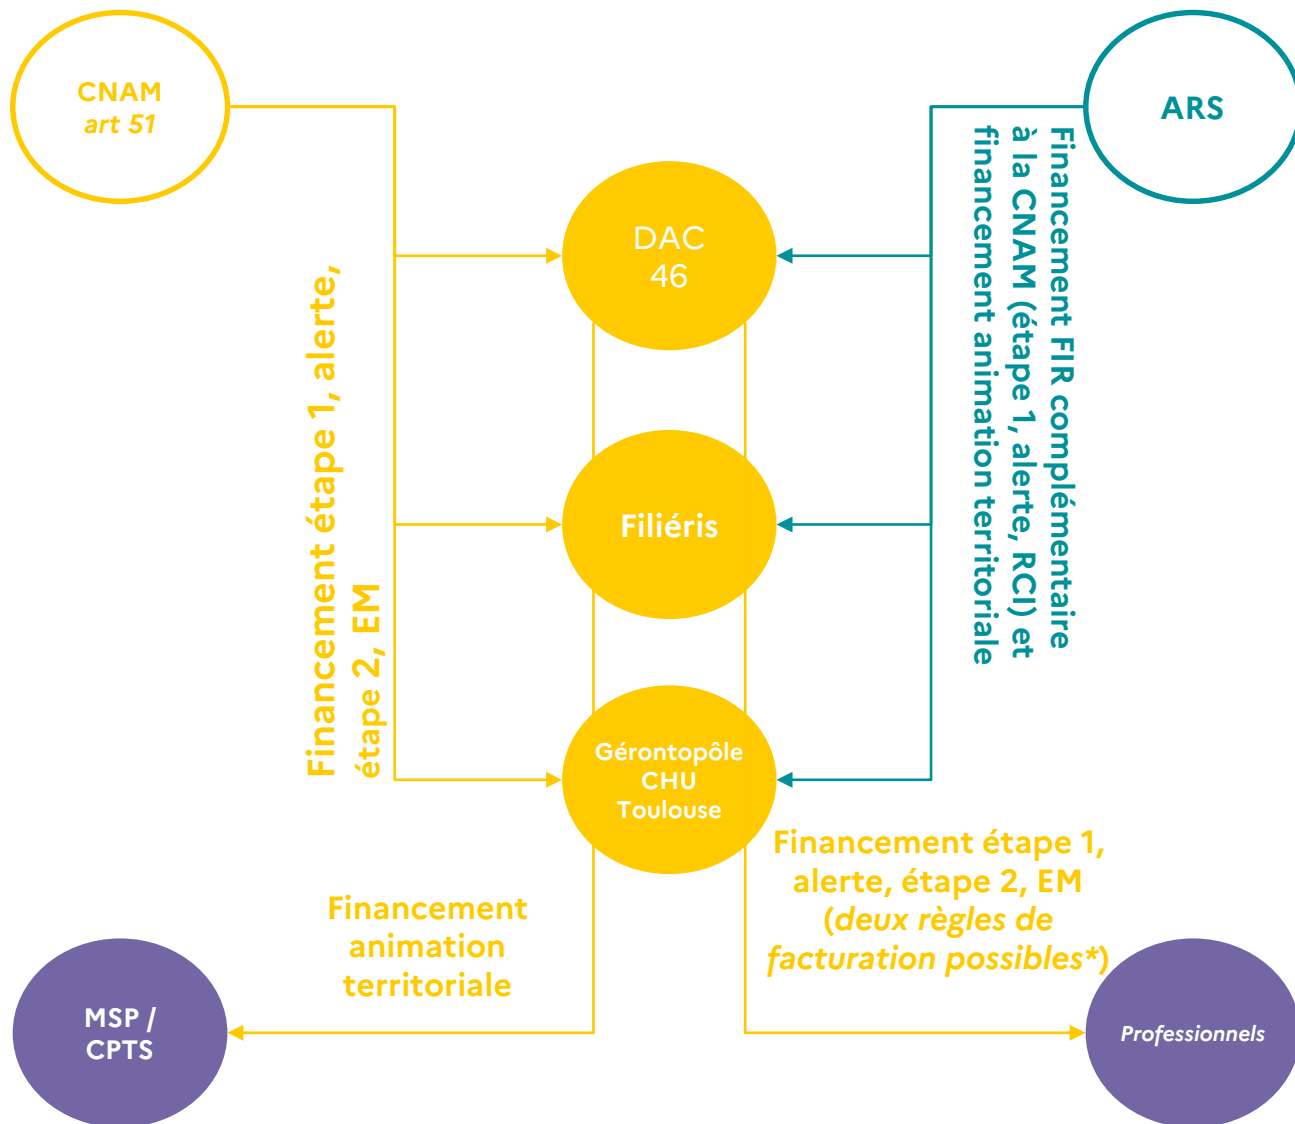 CNAM
art 51
ARS
Financement FIR complémentaire
à la CNAM (étape 1, alerte, RCI) et
financement animation territoriale
DAC
46
Financement étape 1, alerte,
étape 2, EM
Filiéris
Gérontopôle
CHU
Toulouse
Financement étape 1,
alerte, étape 2, EM
(deux règles de
facturation possibles*)
Financement
animation
territoriale
MSP /
CPTS
Professionnels